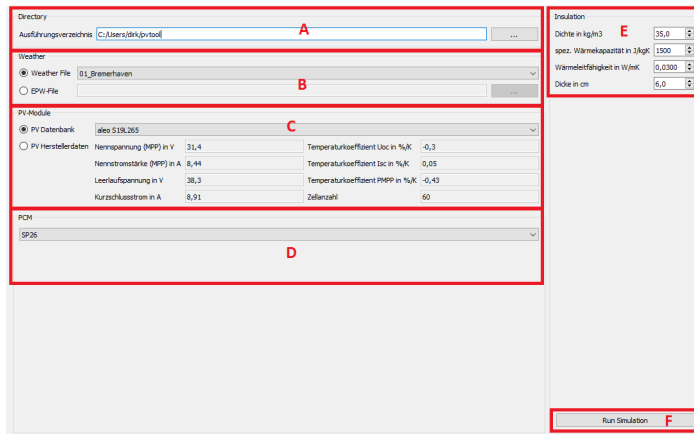 Directory
Ausführungsverzeichnis C:/Users/dirk/pvtool ...
A
Weather
Weather File 01_Bremerhaven
EPW-File ...
B
PV-Module
C
PV Datenbank aleo S19L265
PV Herstellerdaten Nennspannung (MPP) in V 31,4 Temperaturkoeffizient Uoc in %/K -0,3
Nennstromstärke (MPP) in A 8,44 Temperaturkoeffizient Isc in %/K 0,05
Leerlaufspannung in V 38,3 Temperaturkoeffizient PMPP in %/K -0,43
Kurzschlussstrom in A 8,91 Zellanzahl 60
PCM
SP26
D
Insulation
E
Dichte in kg/m3 35,0
spez. Wärmekapazität in J/kgK 1500
Wärmeleitfähigkeit in W/mK 0,0300
Dicke in cm 6,0
Run Simulation F